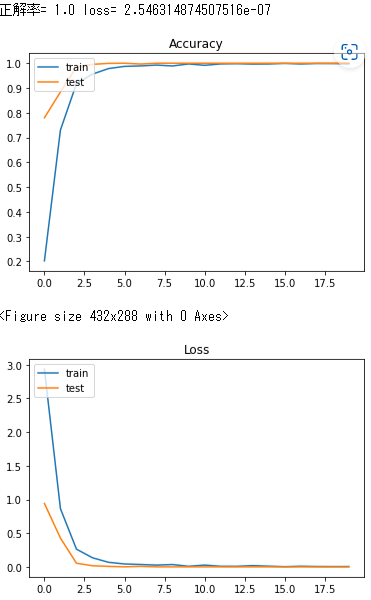 正解率= 1.0 loss= 2.546314874507516e-07
Accuracy
1.0
train
test
0.9
0.8
0.7
0.6
0.5
0.4
0.3
0.2
0.0 2.5 5.0 7.5 10.0 12.5 15.0 17.5
<Figure size 432x288 with 0 Axes>
Loss
3.0
train
test
2.5
2.0
1.5
1.0
0.5
0.0
0.0 2.5 5.0 7.5 10.0 12.5 15.0 17.5